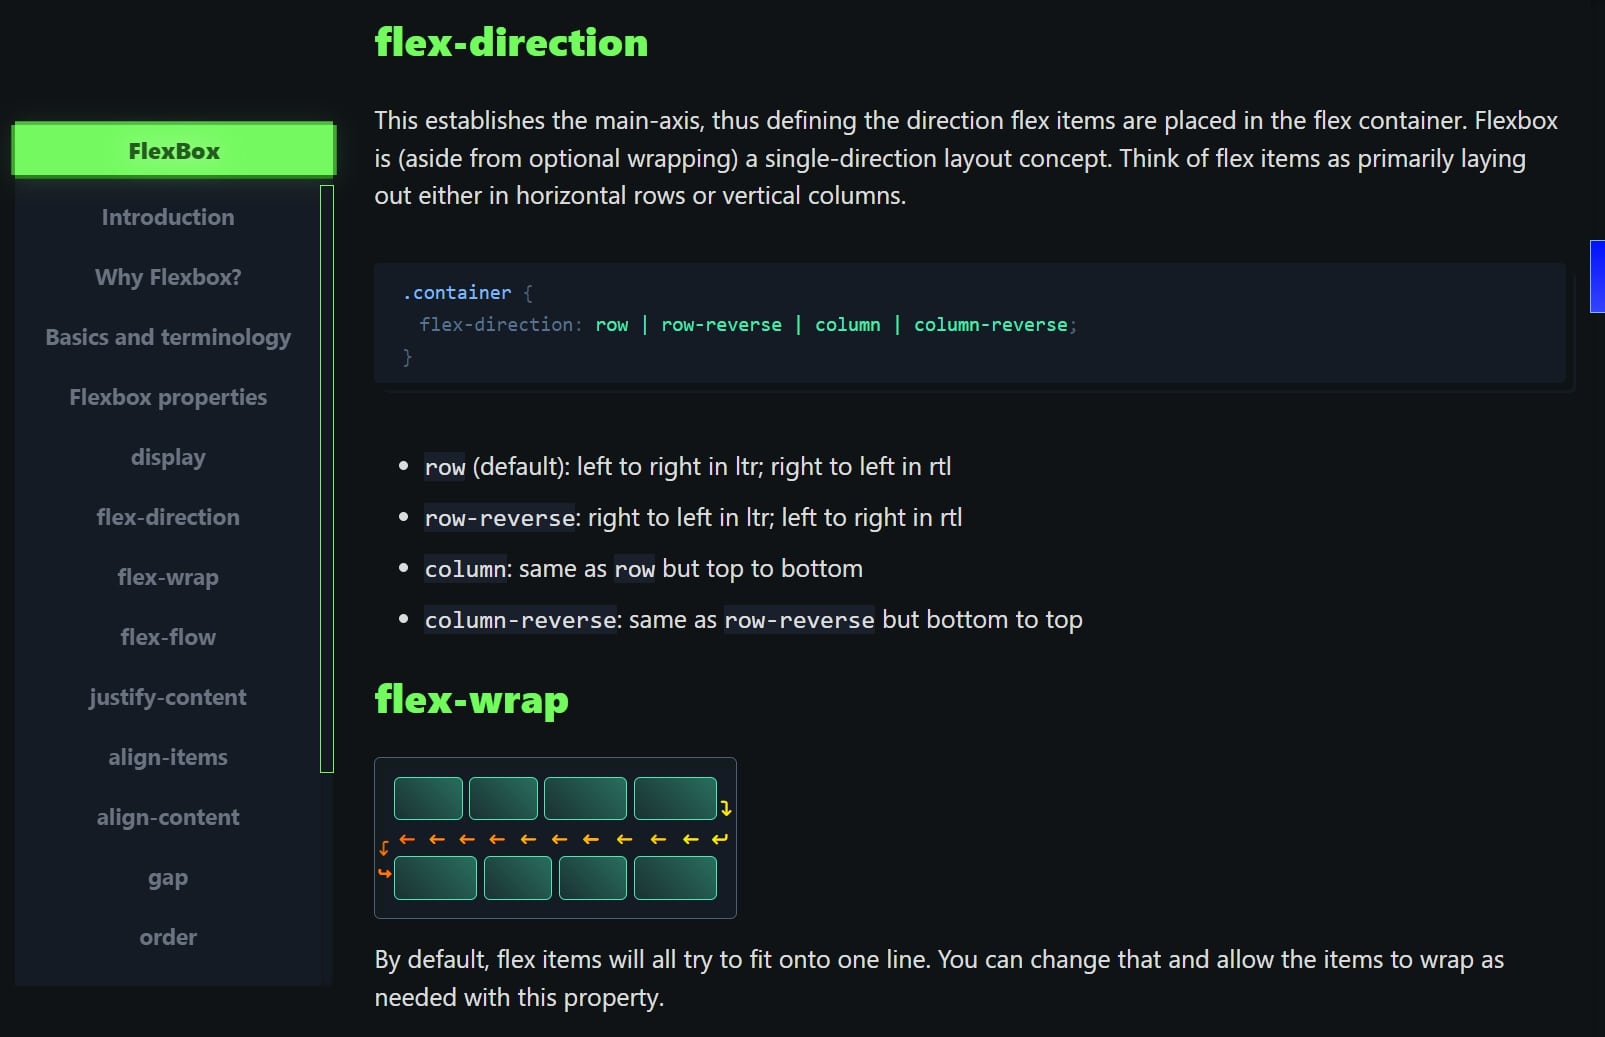 FlexBox
Introduction
Why Flexbox?
Basics and terminology
Flexbox properties
display
flex-direction
flex-wrap
flex-flow
justify-content
align-items
align-content
gap
order
flex-direction
This establishes the main-axis, thus defining the direction flex items are placed in the flex container. Flexbox
is (aside from optional wrapping) a single-direction layout concept. Think of flex items as primarily laying
out either in horizontal rows or vertical columns.
.container {
flex-direction: row | row-reverse | column | column-reverse;
}
• row (default): left to right in ltr; right to left in rtl
• row-reverse: right to left in ltr; left to right in rtl
• column: same as row but top to bottom
• column-reverse: same as row-reverse but bottom to top
flex-wrap
By default, flex items will all try to fit onto one line. You can change that and allow the items to wrap as
needed with this property.